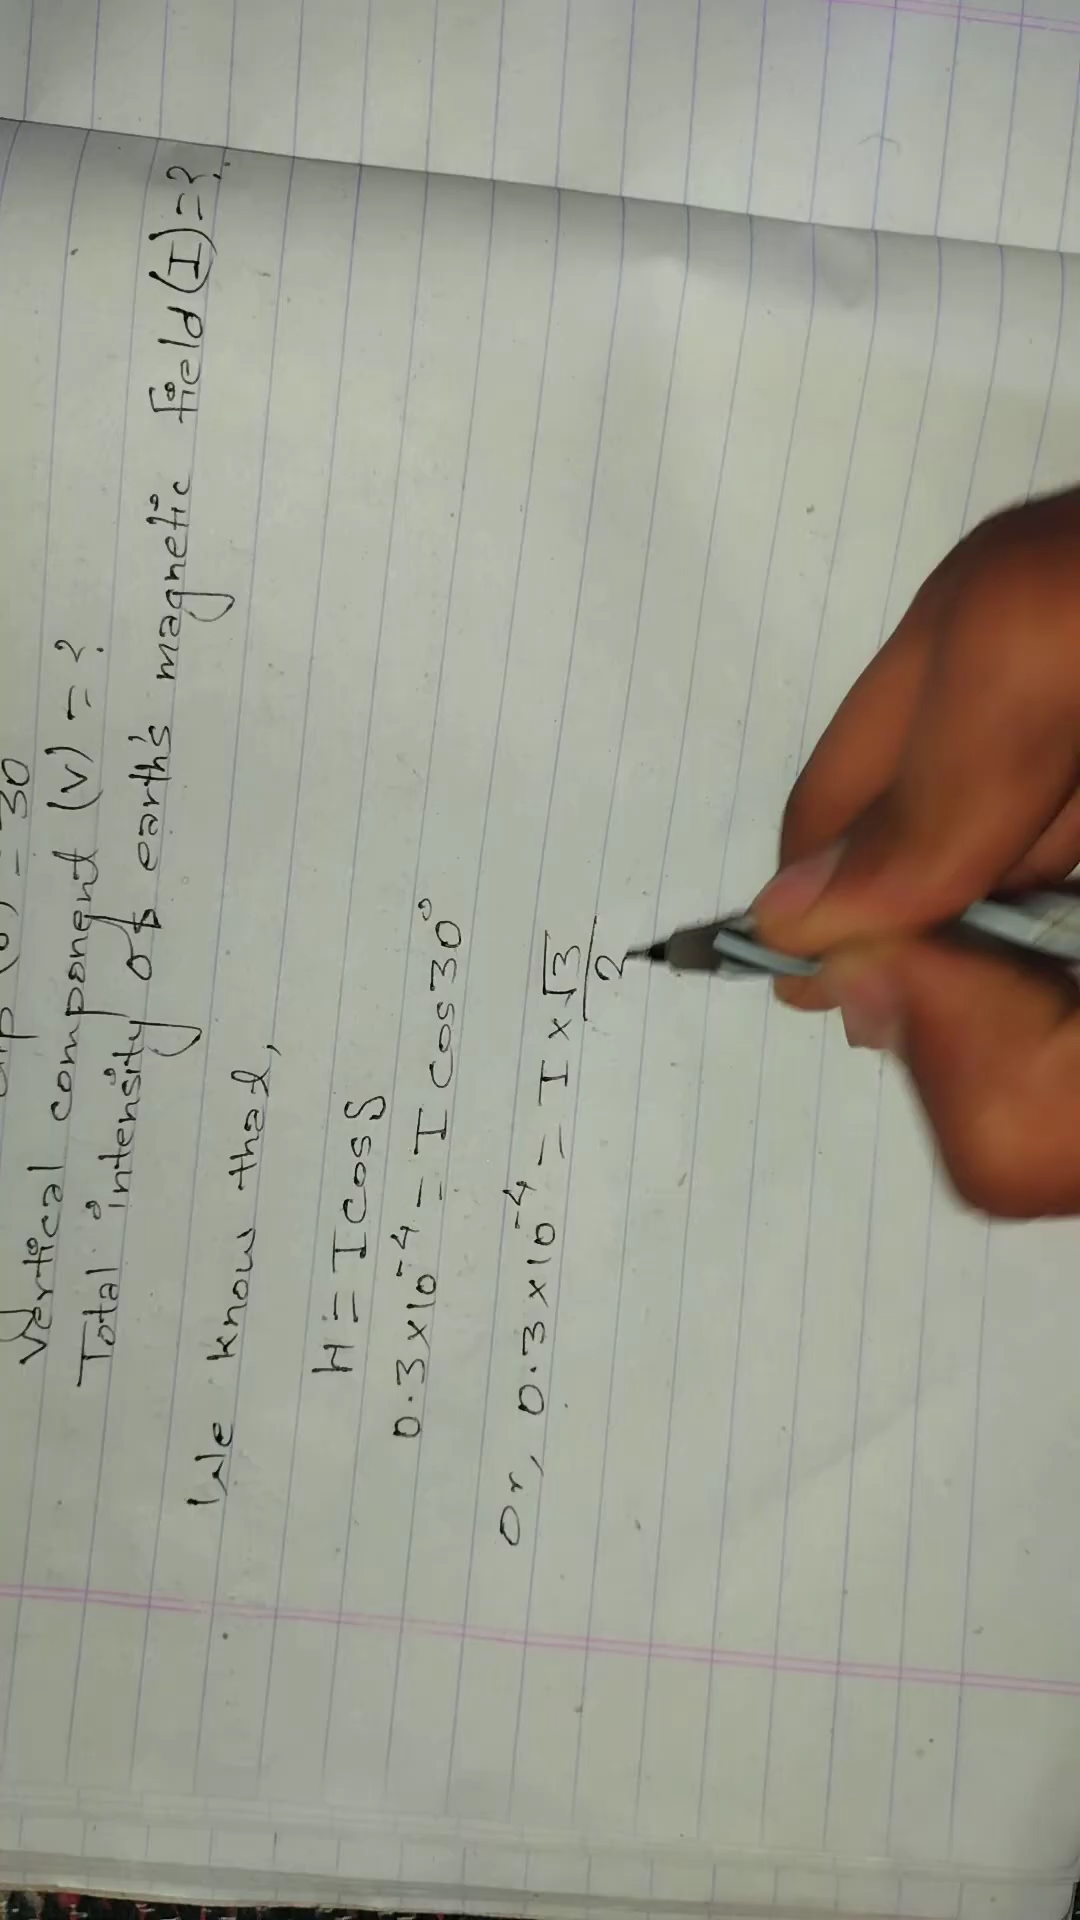 = 30
Vertical component (V) = ?
Total intensity of earth's magnetic field (I) = ?
We know that,
H = I cos δ
0.3 × 10⁻⁴ = I cos 30°
Or, 0.3 × 10⁻⁴ = I × √3/2